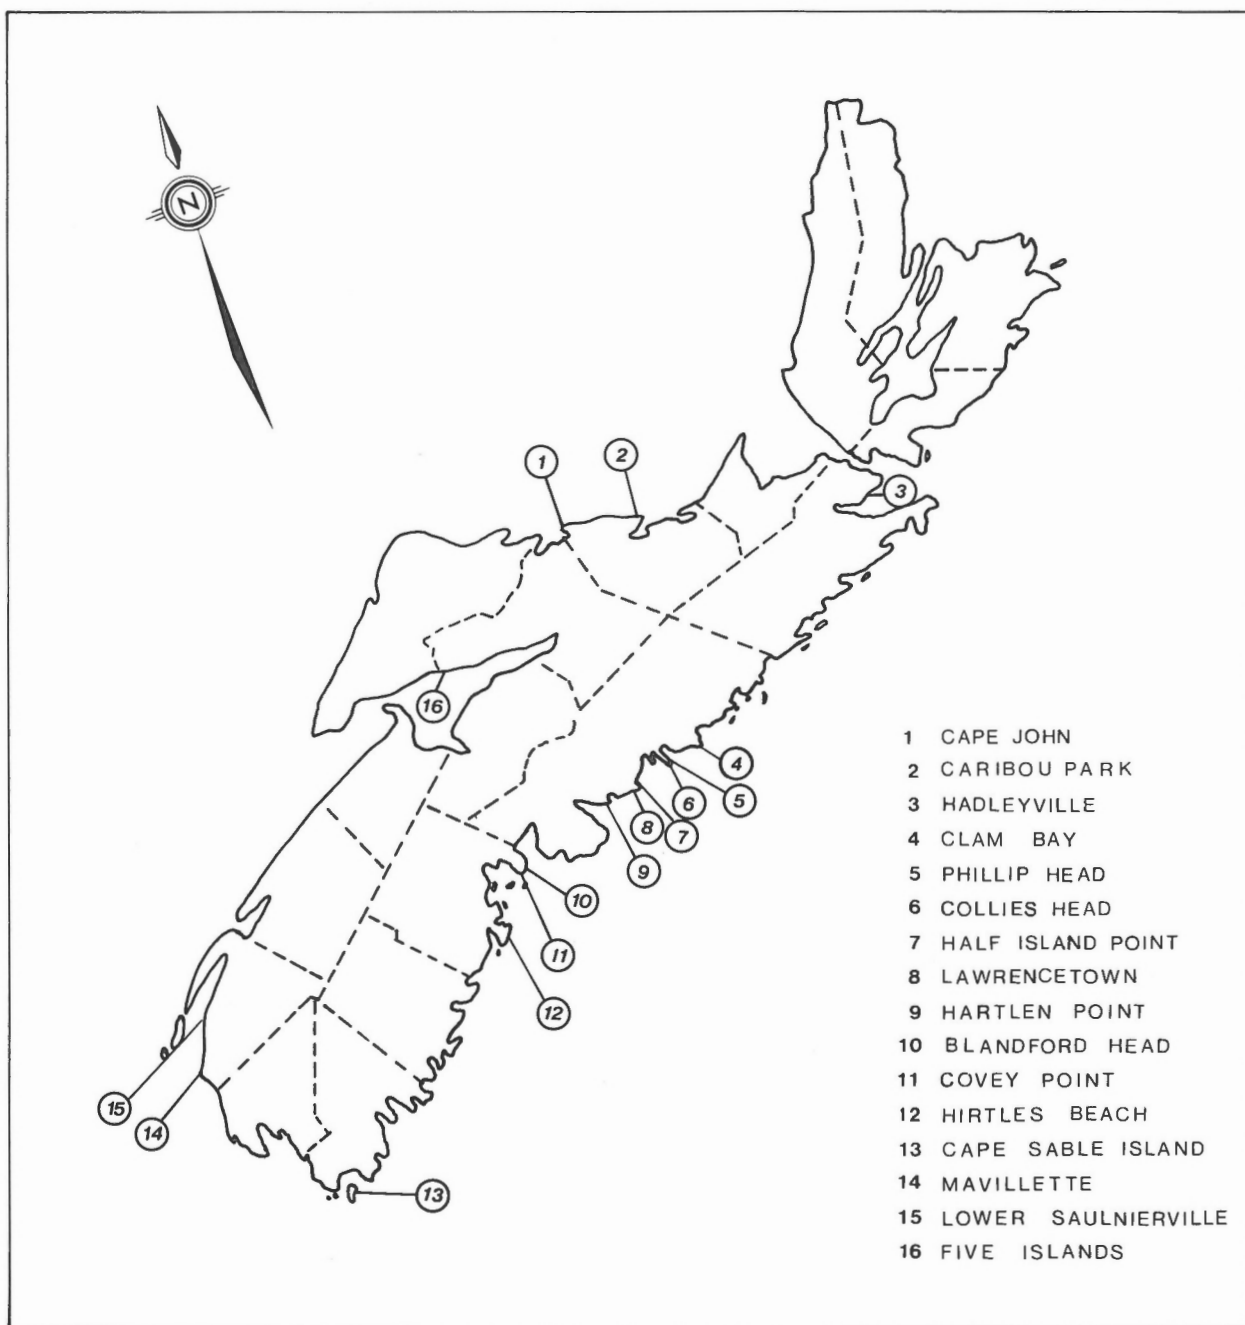 N
1
2
3
16
4
5
6
7
8
9
10
11
12
15
14
13
1 CAPE JOHN
2 CARIBOU PARK
3 HADLEYVILLE
4 CLAM BAY
5 PHILLIP HEAD
6 COLLIES HEAD
7 HALF ISLAND POINT
8 LAWRENCETOWN
9 HARTLEN POINT
10 BLANDFORD HEAD
11 COVEY POINT
12 HIRTLES BEACH
13 CAPE SABLE ISLAND
14 MAVILLETTE
15 LOWER SAULNIERVILLE
16 FIVE ISLANDS